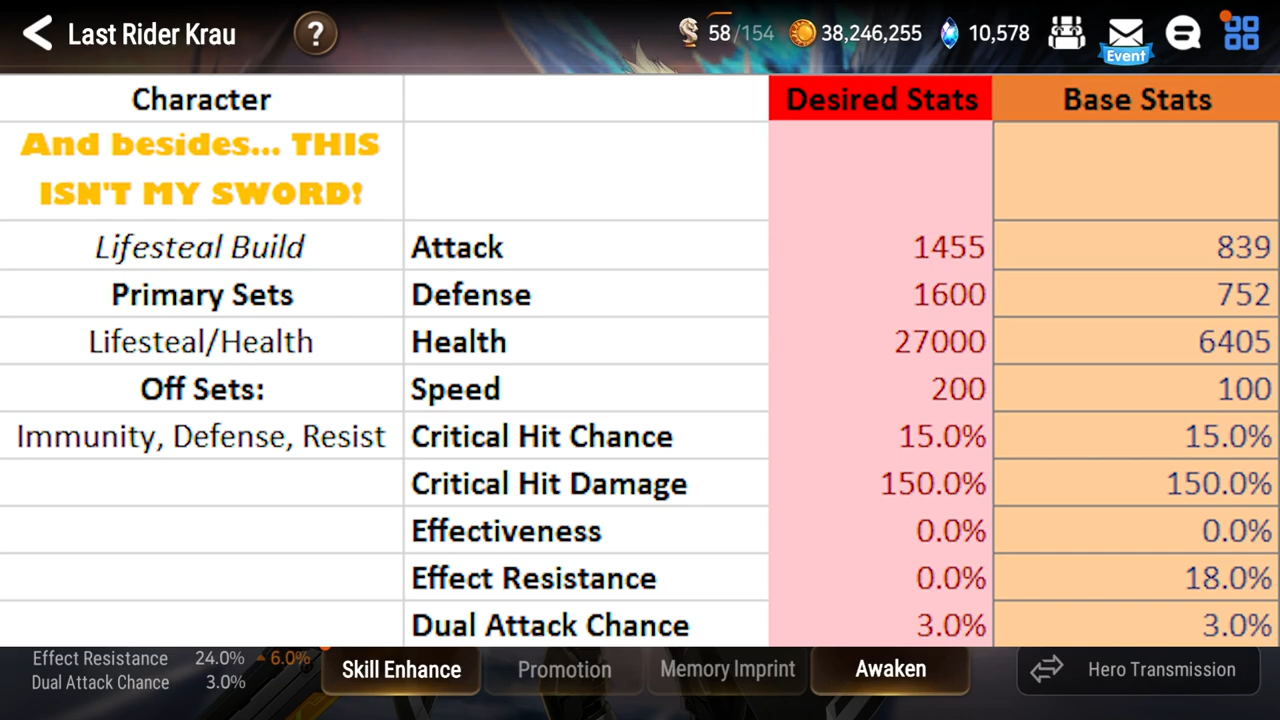 Last Rider Krau ? 58/154 38,246,255 10,578
Event
Character Desired Stats Base Stats
And besides... THIS
ISN'T MY SWORD!
Lifesteal Build Attack 1455 839
Primary Sets Defense 1600 752
Lifesteal/Health Health 27000 6405
Off Sets: Speed 200 100
Immunity, Defense, Resist Critical Hit Chance 15.0% 15.0%
Critical Hit Damage 150.0% 150.0%
Effectiveness 0.0% 0.0%
Effect Resistance 0.0% 18.0%
Dual Attack Chance 3.0% 3.0%
Effect Resistance 24.0% 6.0%
Dual Attack Chance 3.0%
Skill Enhance Promotion Memory Imprint Awaken Hero Transmission